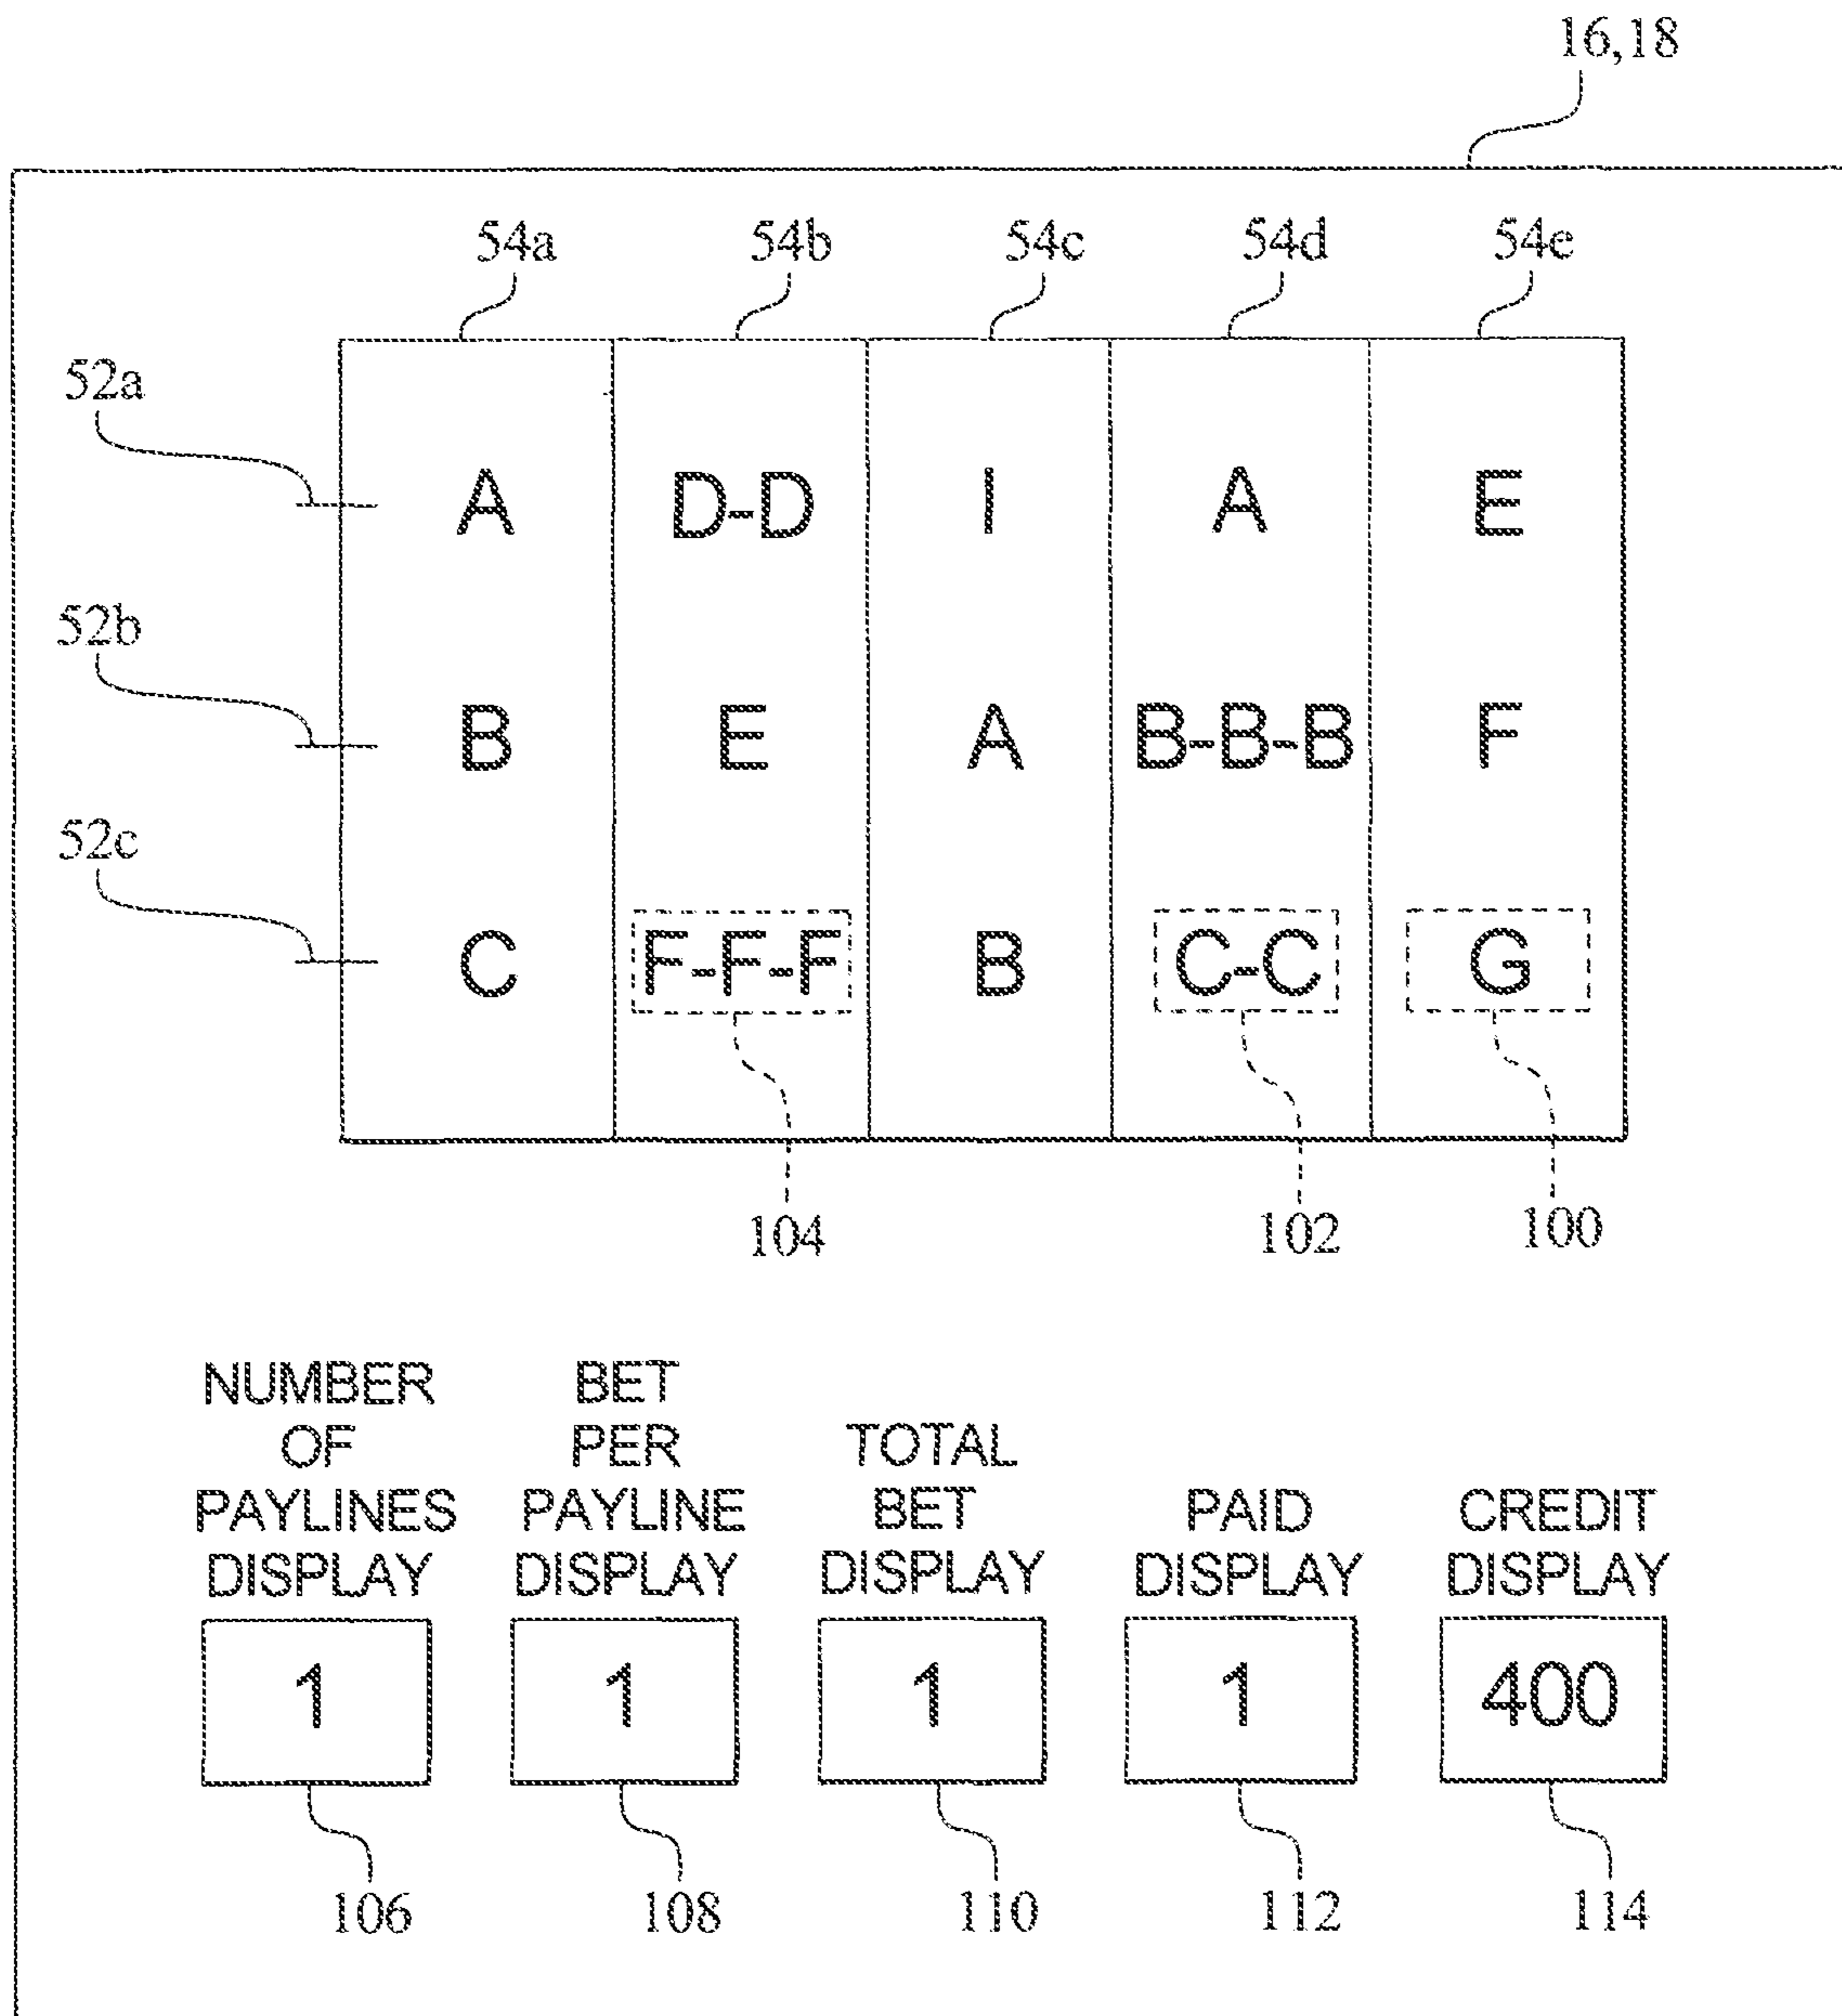 16,18
54a 54b 54c 54d 54e
52a
A D-D I A E
52b
B E A B-B-B F
52c
C F-F-F B C-C G
104 102 100
NUMBER BET
OF PER TOTAL
PAYLINES PAYLINE BET PAID CREDIT
DISPLAY DISPLAY DISPLAY DISPLAY DISPLAY
1 1 1 1 400
106 108 110 112 114